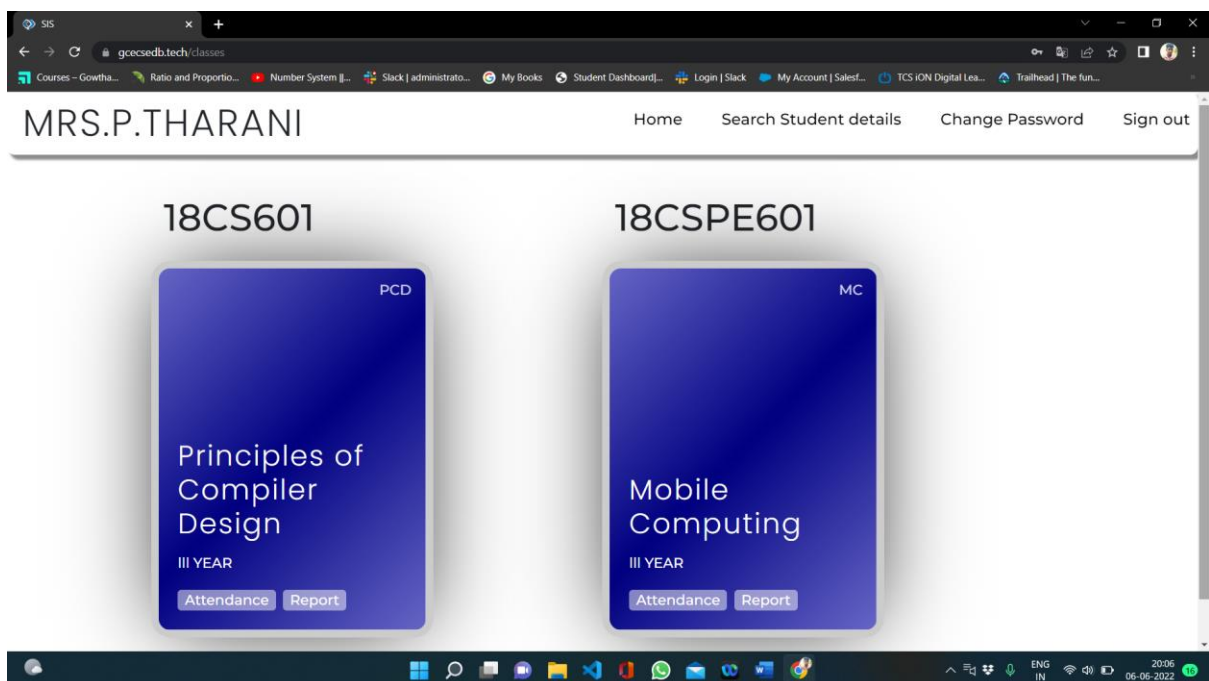 SIS
gcecsedb.tech/classes
Courses – Gowtha... Ratio and Proportio... Number System ||... Slack | administrato... My Books Student Dashboard|... Login | Slack My Account | Salesf... TCS iON Digital Lea... Trailhead | The fun...
MRS.P.THARANI Home Search Student details Change Password Sign out
18CS601
PCD
Principles of
Compiler
Design
III YEAR
Attendance Report
18CSPE601
MC
Mobile
Computing
III YEAR
Attendance Report
ENG 20:06
IN 06-06-2022 16